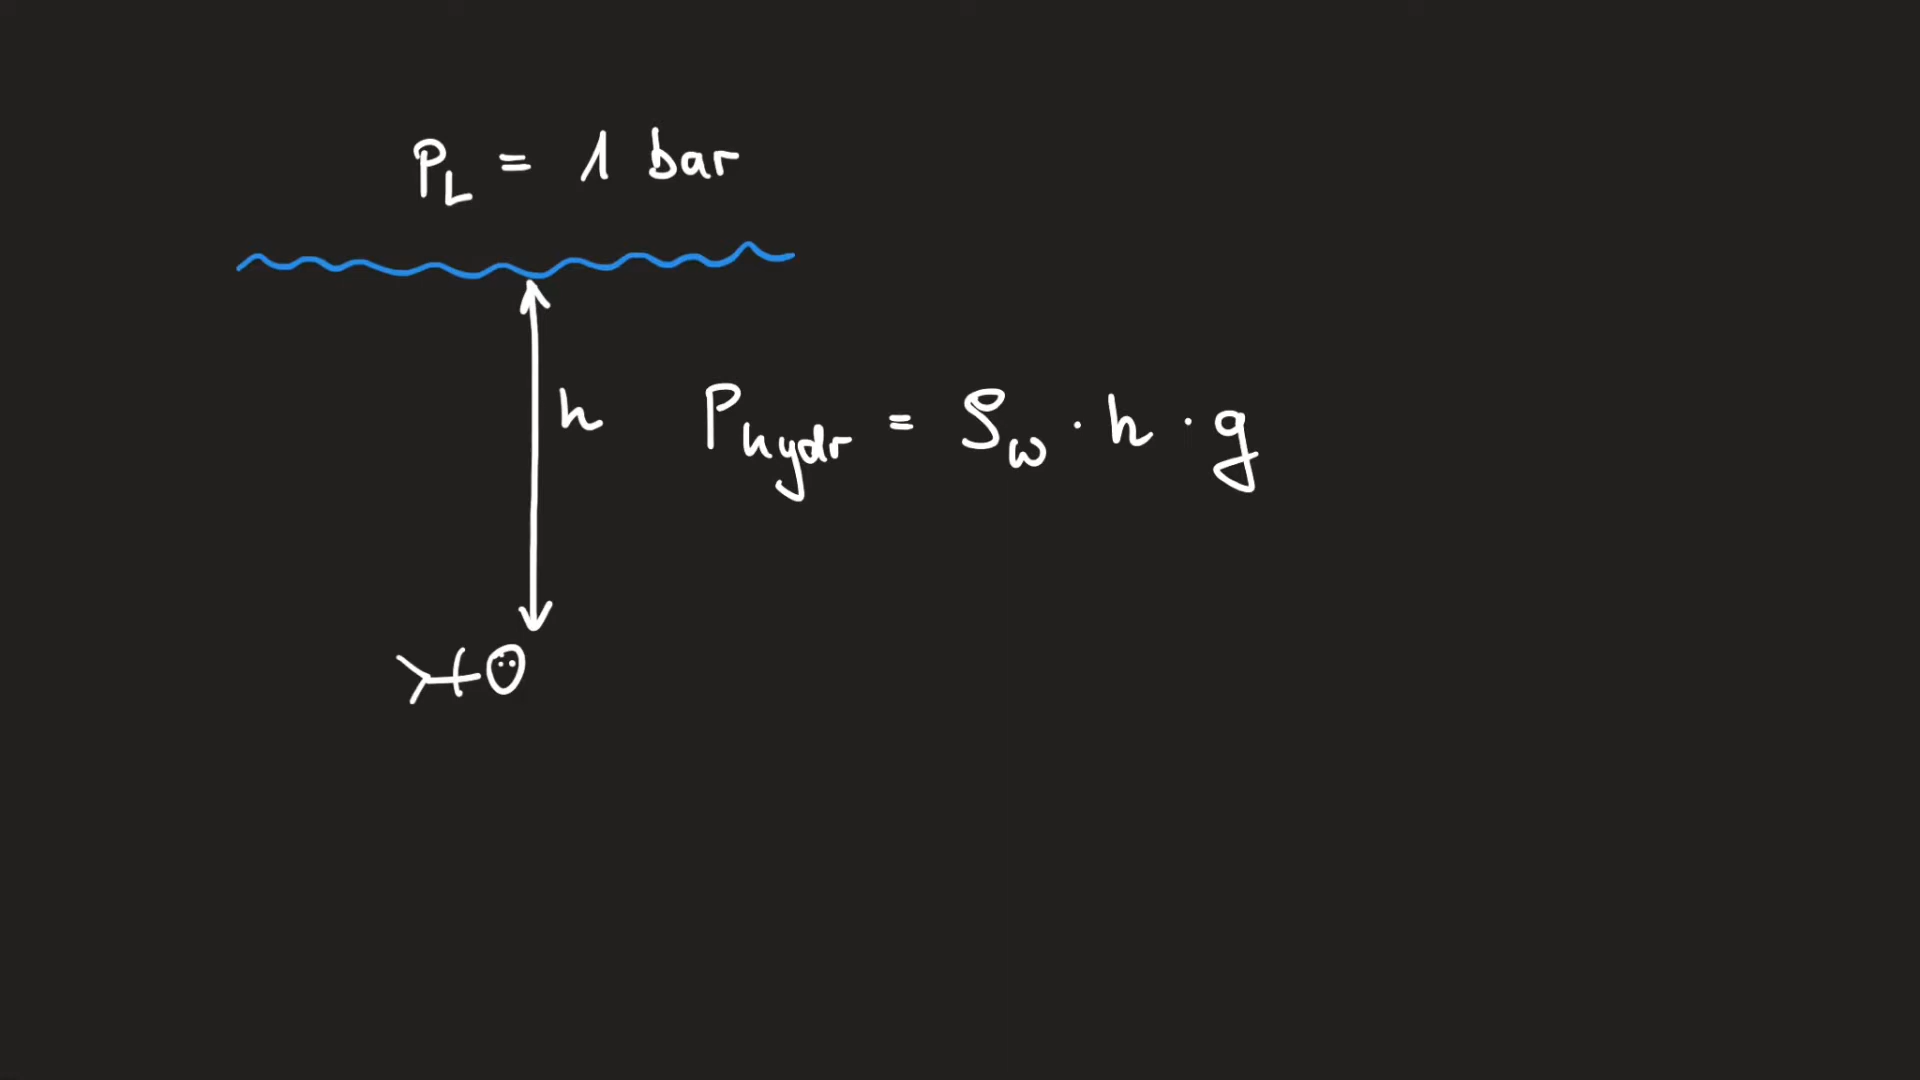 P_L = 1 bar
h
P_hydr = ρ_w · h · g